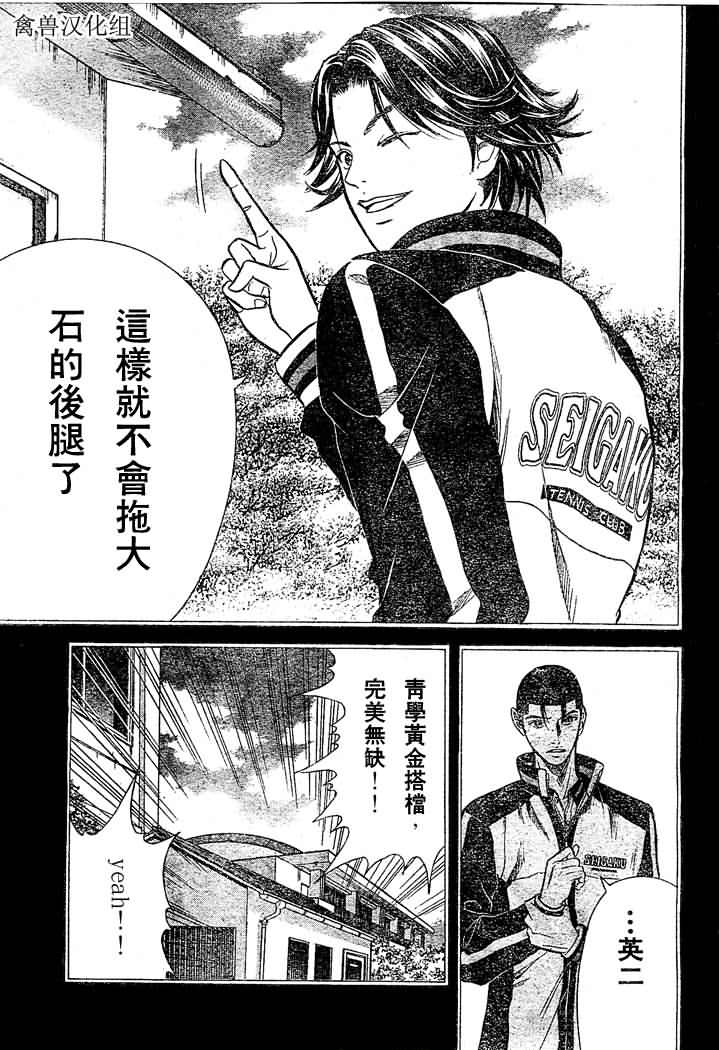 禽兽汉化组
這樣就不會拖大
石的後腿了
SEIGAKU
TENNIS CLUB
SEIGAKU
…英二
青學黃金搭檔，
完美無缺！！
yeah！！